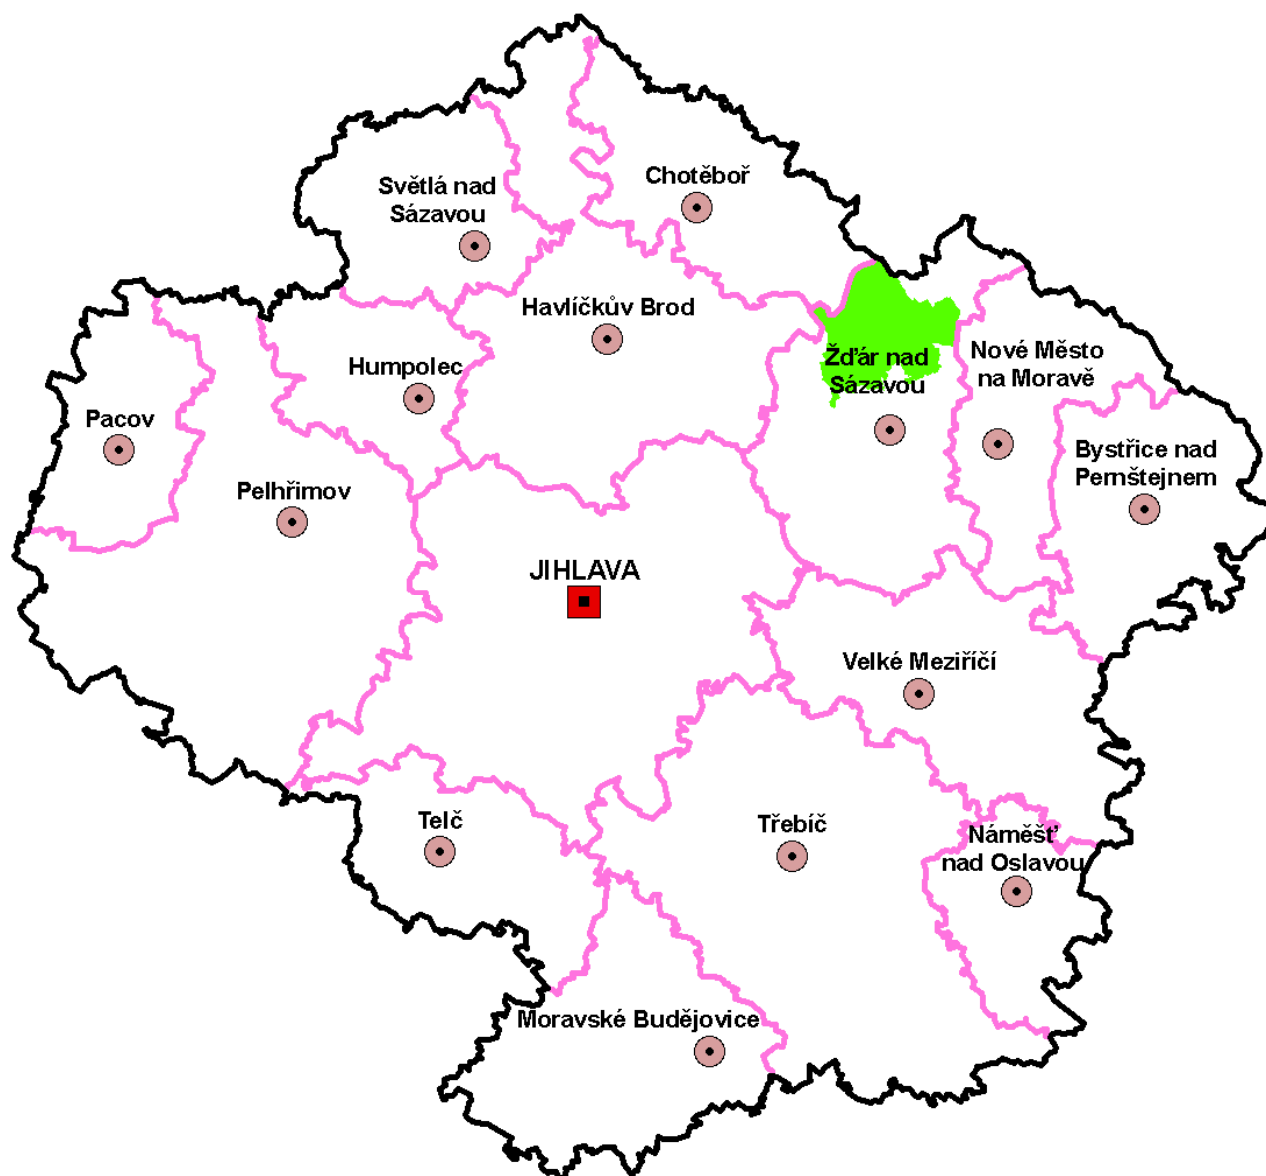 Chotěboř
Světlá nad
Sázavou
Havlíčkův Brod
Žďár nad
Sázavou
Nové Město
na Moravě
Humpolec
Pacov
Bystřice nad
Pernštejnem
Pelhřimov
JIHLAVA
Velké Meziříčí
Telč
Třebíč
Náměšť
nad Oslavou
Moravské Budějovice